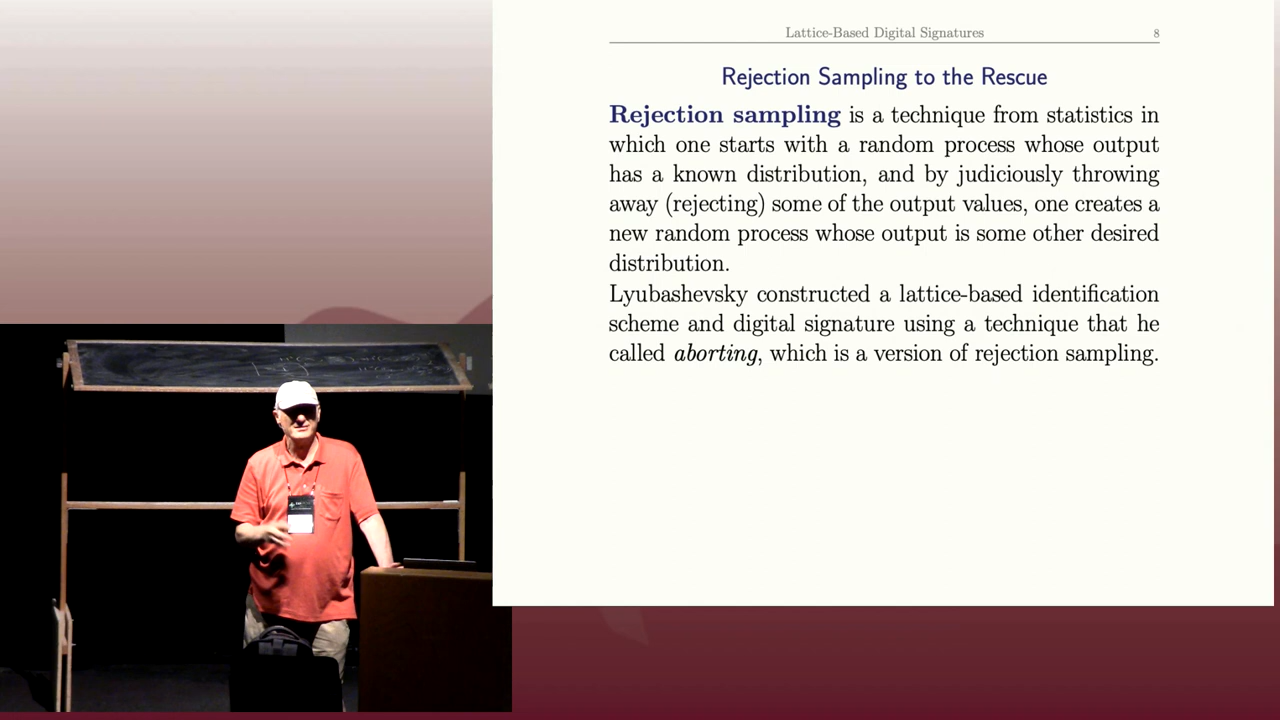 Lattice-Based Digital Signatures 8
Rejection Sampling to the Rescue
Rejection sampling is a technique from statistics in
which one starts with a random process whose output
has a known distribution, and by judiciously throwing
away (rejecting) some of the output values, one creates a
new random process whose output is some other desired
distribution.
Lyubashevsky constructed a lattice-based identification
scheme and digital signature using a technique that he
called aborting, which is a version of rejection sampling.